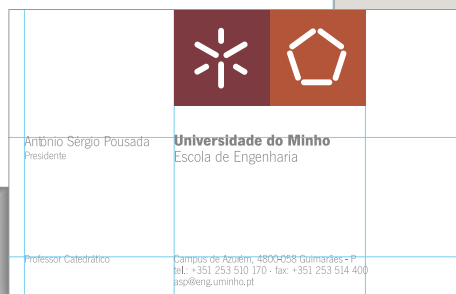 António Sérgio Pousada
Presidente
Universidade do Minho
Escola de Engenharia
Professor Catedrático
Campus de Azurém, 4800-058 Guimarães - P
tel.: +351 253 510 170 - fax: +351 253 514 400
asp@eng.uminho.pt